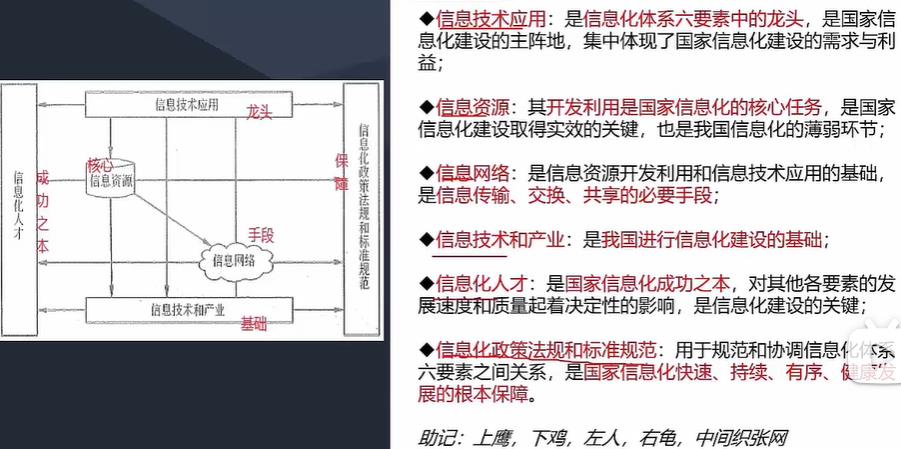 信息技术应用
龙头
核心
信息资源
手段
信息网络
信息技术和产业
基础
信息化人才
成功之本
保障
信息化政策法规和标准规范
◆信息技术应用：是信息化体系六要素中的龙头，是国家信
息化建设的主阵地，集中体现了国家信息化建设的需求与利
益；
◆信息资源：其开发利用是国家信息化的核心任务，是国家
信息化建设取得实效的关键，也是我国信息化的薄弱环节；
◆信息网络：是信息资源开发利用和信息技术应用的基础，
是信息传输、交换、共享的必要手段；
◆信息技术和产业：是我国进行信息化建设的基础；
◆信息化人才：是国家信息化成功之本，对其他各要素的发
展速度和质量起着决定性的影响，是信息化建设的关键；
◆信息化政策法规和标准规范：用于规范和协调信息化体系
六要素之间关系，是国家信息化快速、持续、有序、健康发
展的根本保障。
助记：上鹰，下鸡，左人，右龟，中间织张网